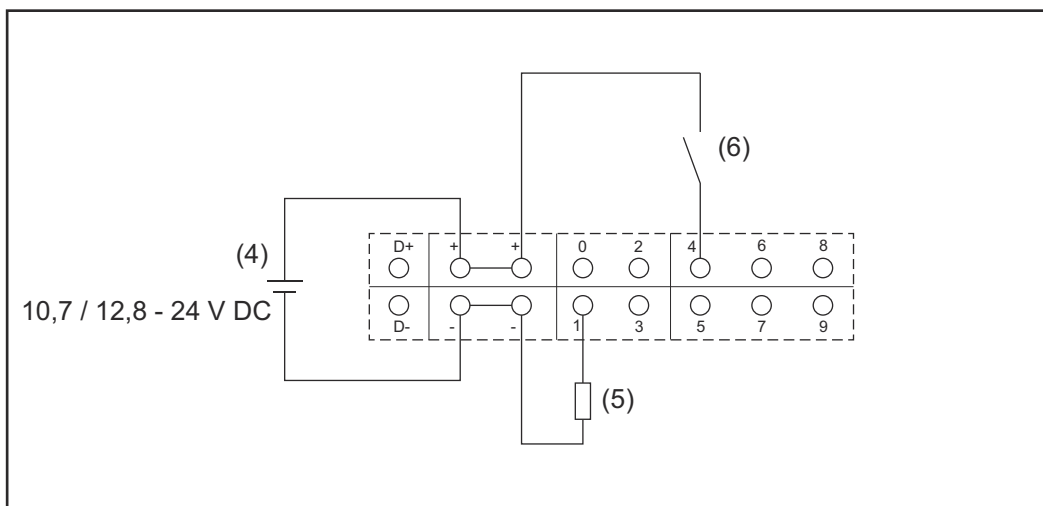 (6)
(4)
10,7 / 12,8 - 24 V DC
D+ + + 0 2 4 6 8
D- - - 1 3 5 7 9
(5)